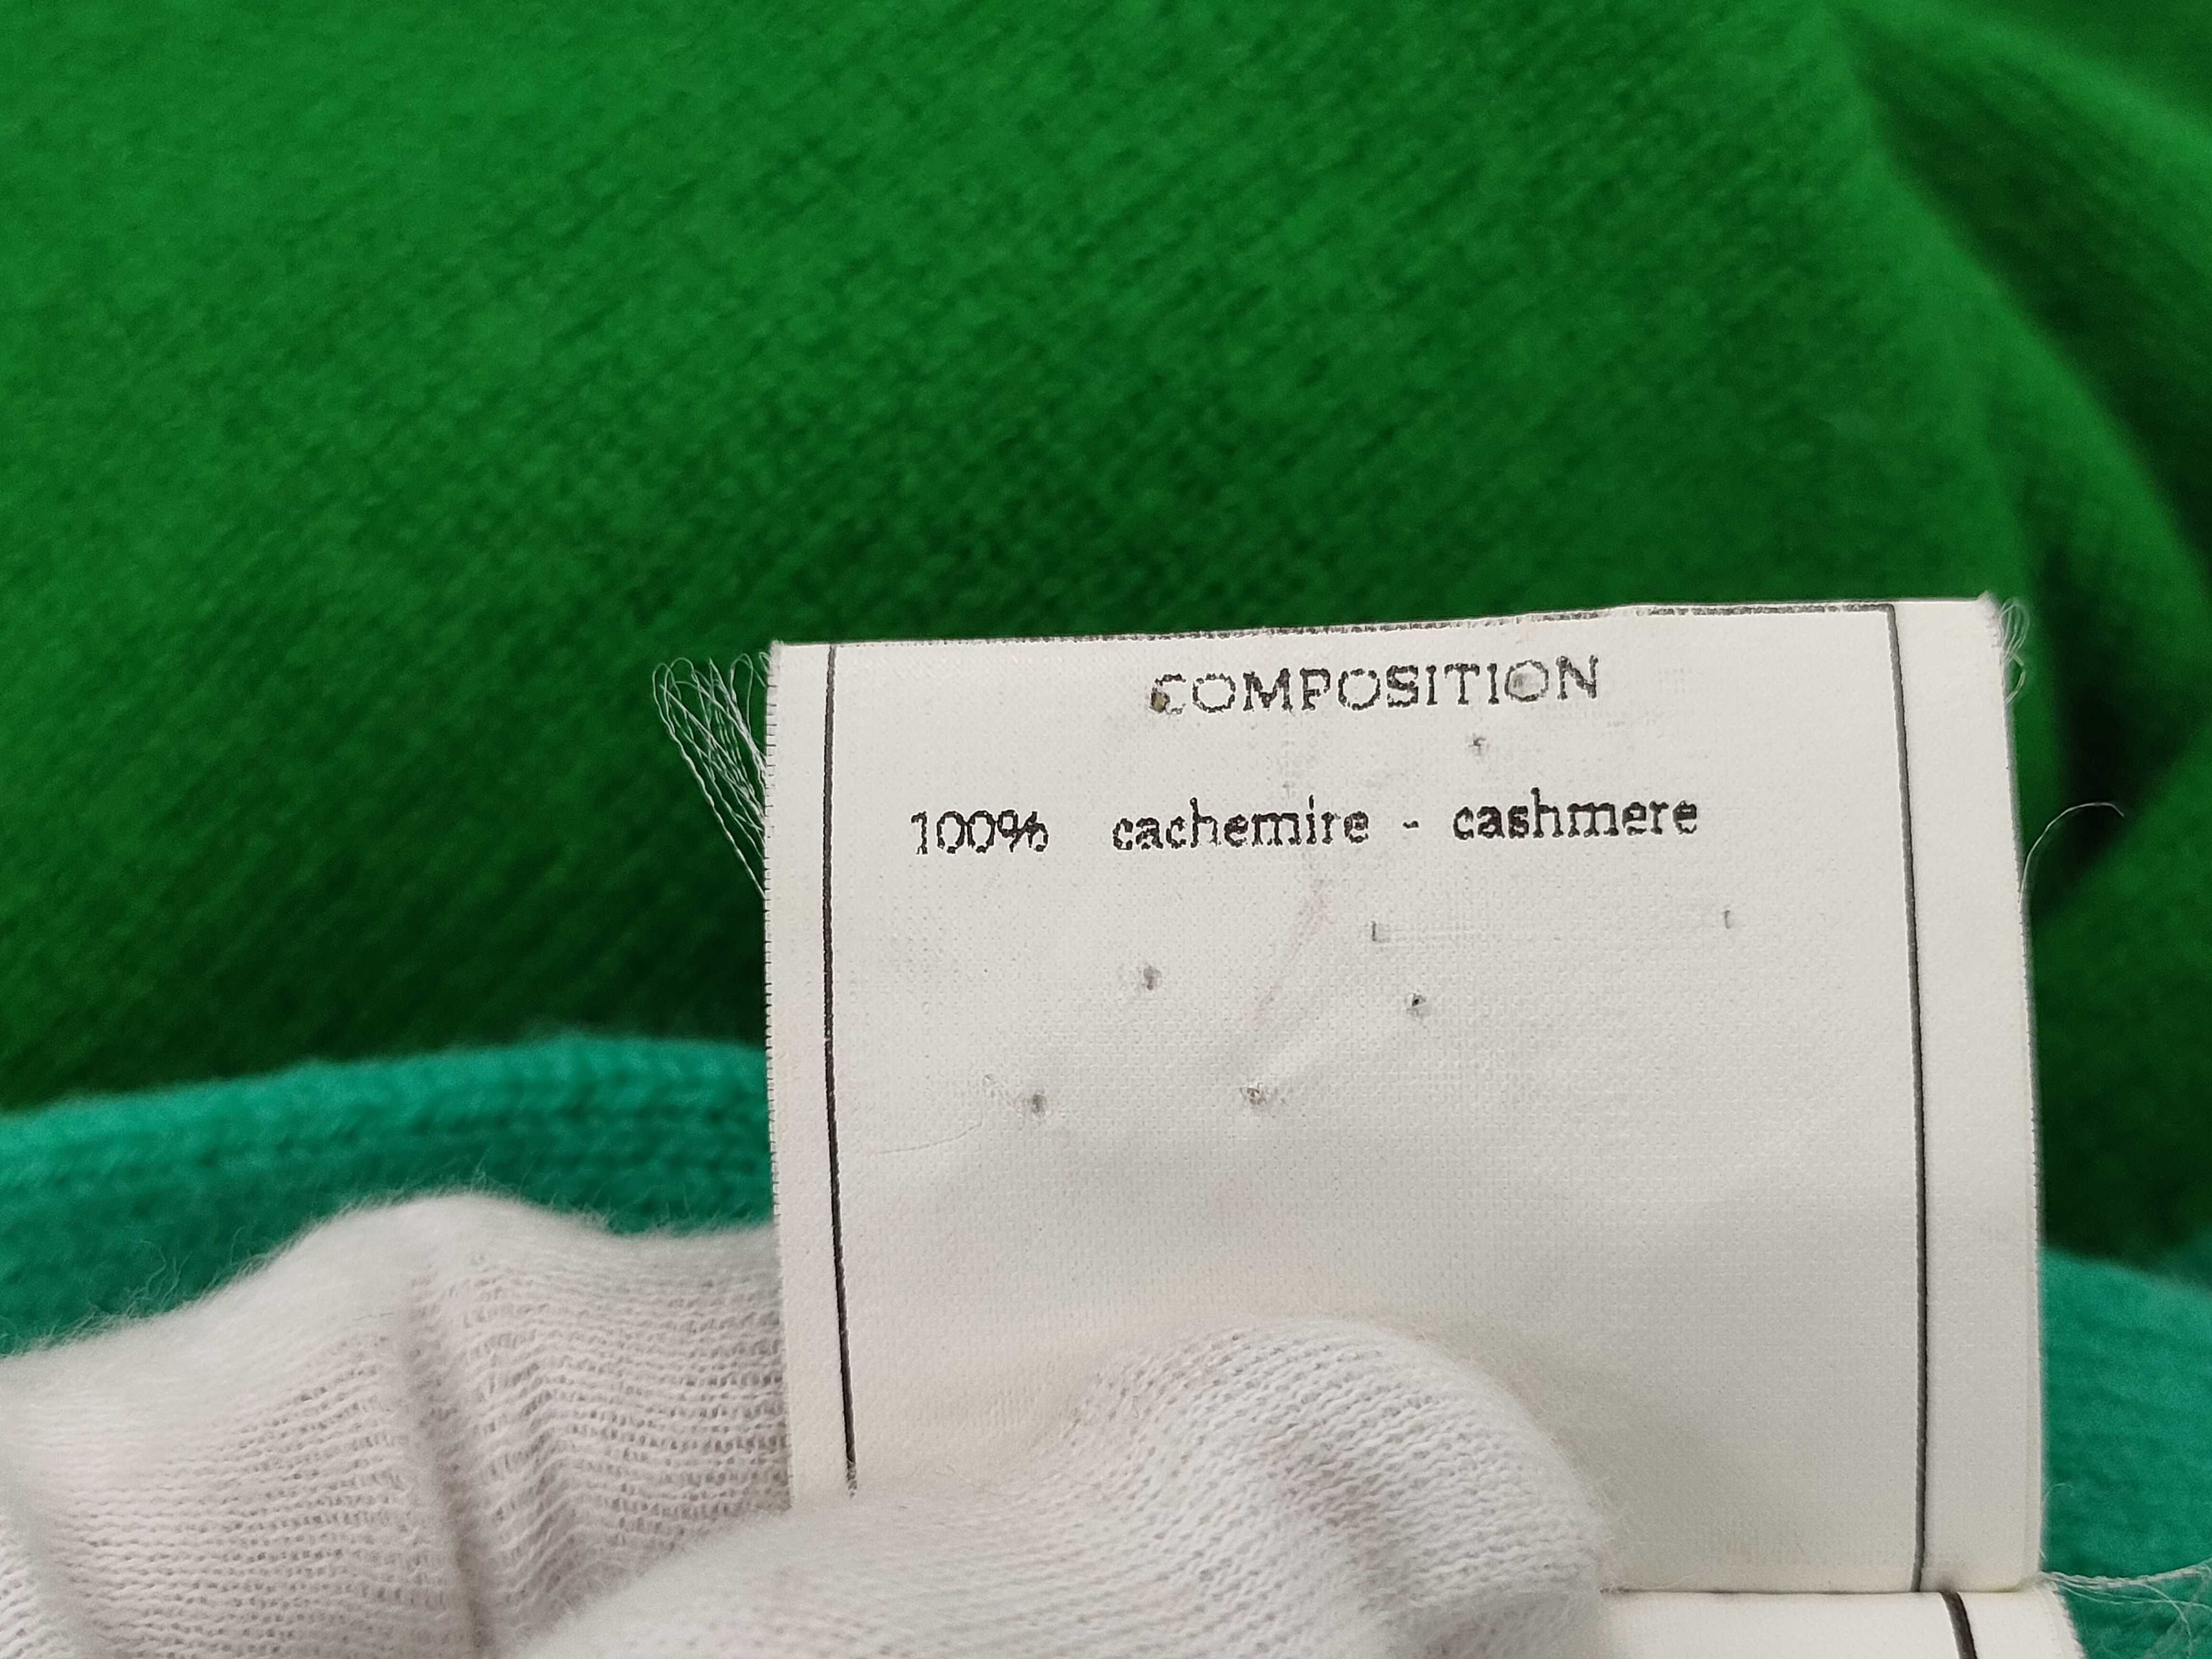 COMPOSITION
100% cachemire - cashmere